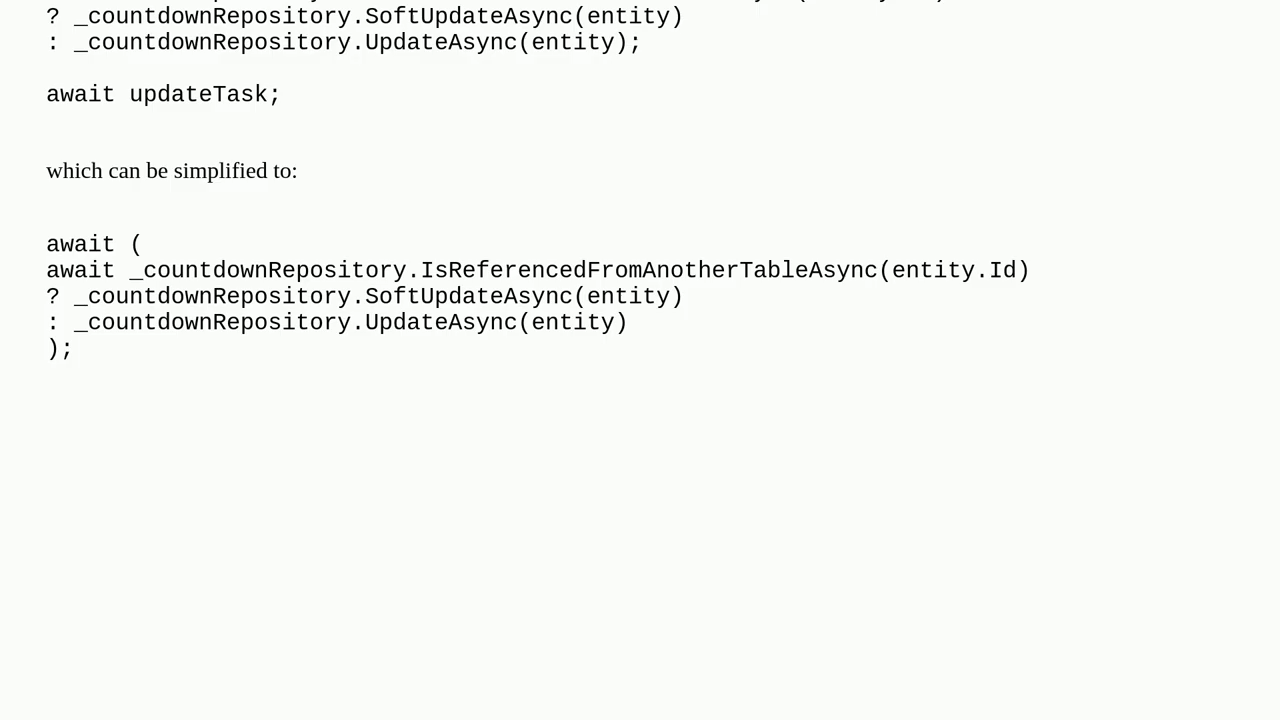 ? _countdownRepository.SoftUpdateAsync(entity)
: _countdownRepository.UpdateAsync(entity);
await updateTask;
which can be simplified to:
await (
await _countdownRepository.IsReferencedFromAnotherTableAsync(entity.Id)
? _countdownRepository.SoftUpdateAsync(entity)
: _countdownRepository.UpdateAsync(entity)
);